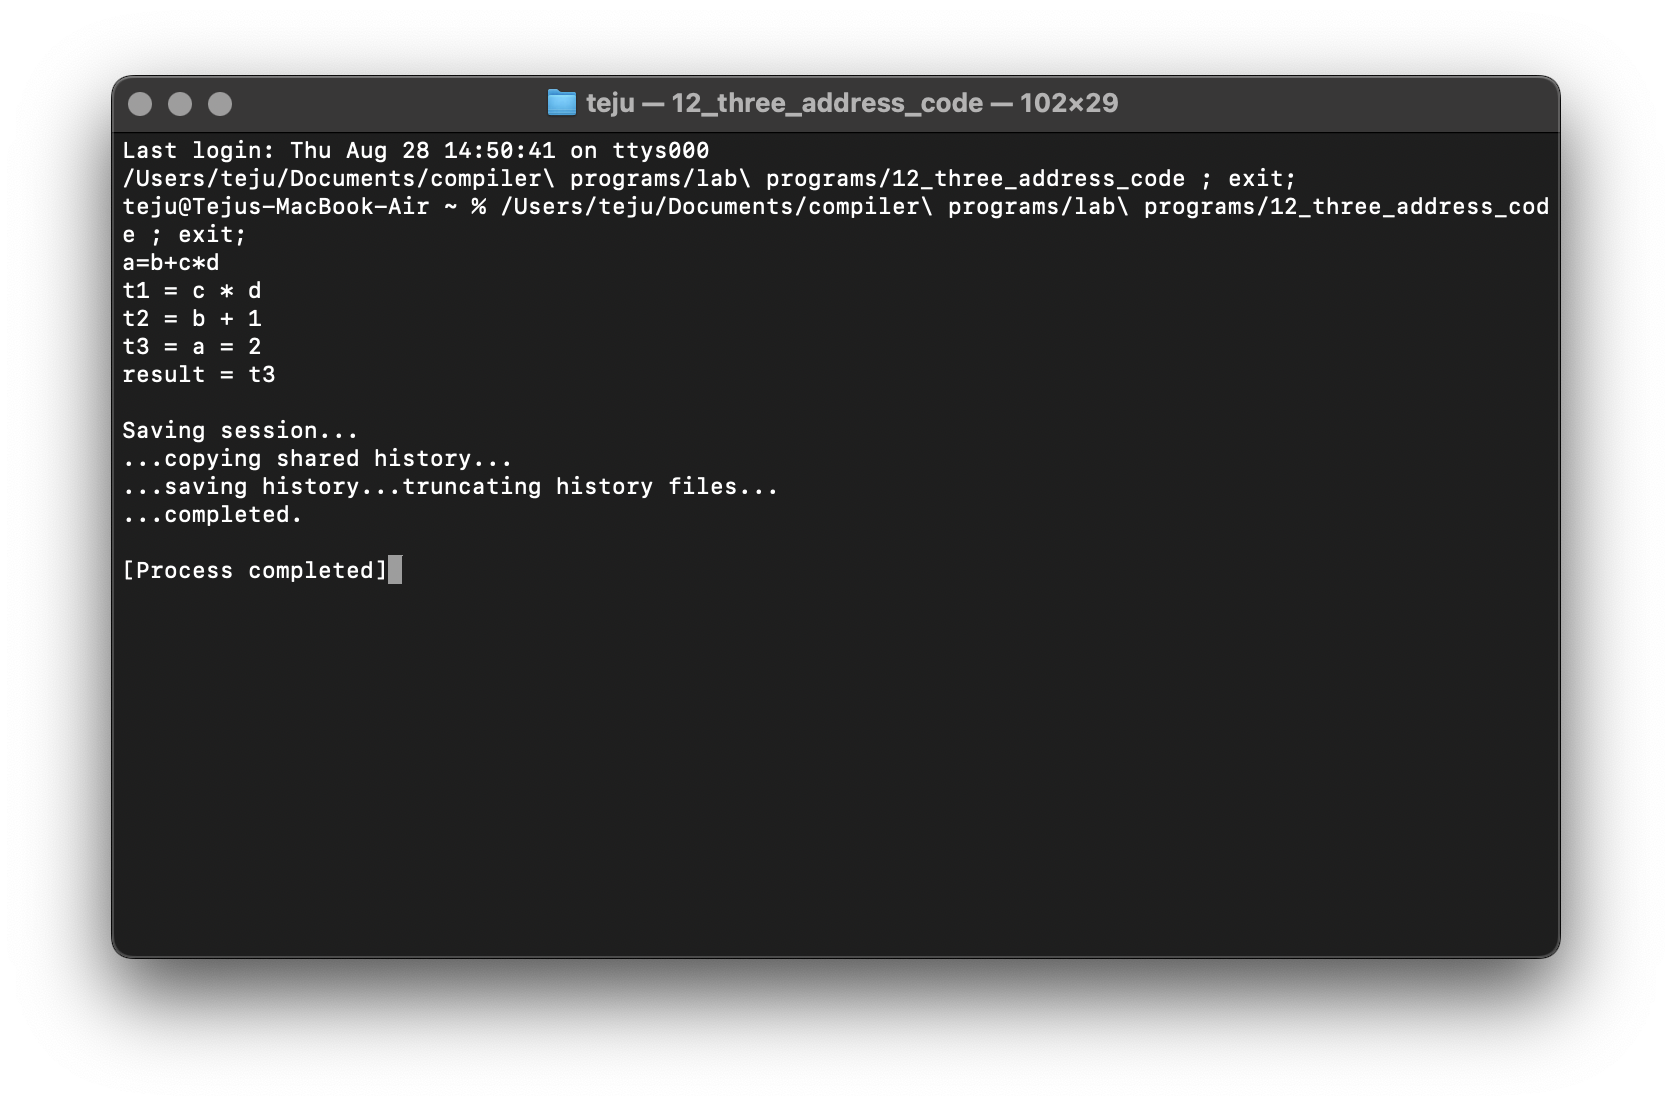 teju — 12_three_address_code — 102×29
Last login: Thu Aug 28 14:50:41 on ttys000
/Users/teju/Documents/compiler\ programs/lab\ programs/12_three_address_code ; exit;
teju@Tejus-MacBook-Air ~ % /Users/teju/Documents/compiler\ programs/lab\ programs/12_three_address_cod
e ; exit;
a=b+c*d
t1 = c * d
t2 = b + 1
t3 = a = 2
result = t3
Saving session...
...copying shared history...
...saving history...truncating history files...
...completed.
[Process completed]